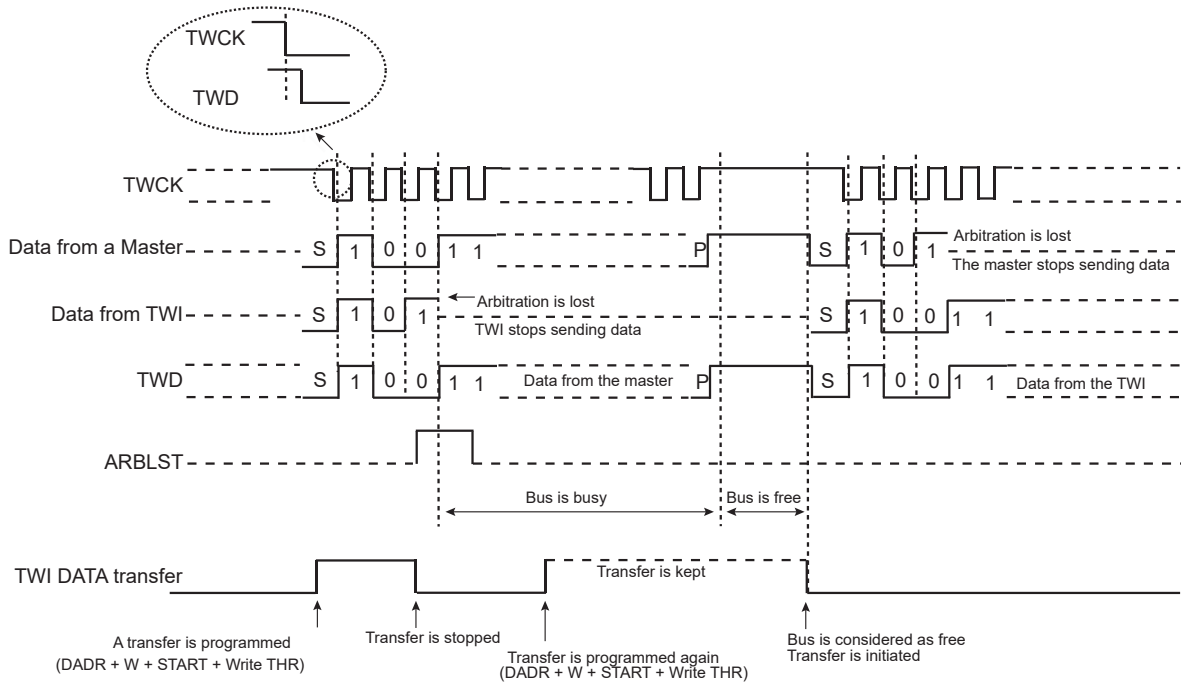 TWCK
TWD
TWCK
Data from a Master
S 1 0 0 1 1
P
S 1 0 1
Arbitration is lost
The master stops sending data
Data from TWI
S 1 0 1
Arbitration is lost
TWI stops sending data
S 1 0 0 1 1
TWD
S 1 0 0 1 1
Data from the master
P
S 1 0 0 1 1
Data from the TWI
ARBLST
Bus is busy
Bus is free
TWI DATA transfer
Transfer is kept
A transfer is programmed
(DADR + W + START + Write THR)
Transfer is stopped
Transfer is programmed again
(DADR + W + START + Write THR)
Bus is considered as free
Transfer is initiated